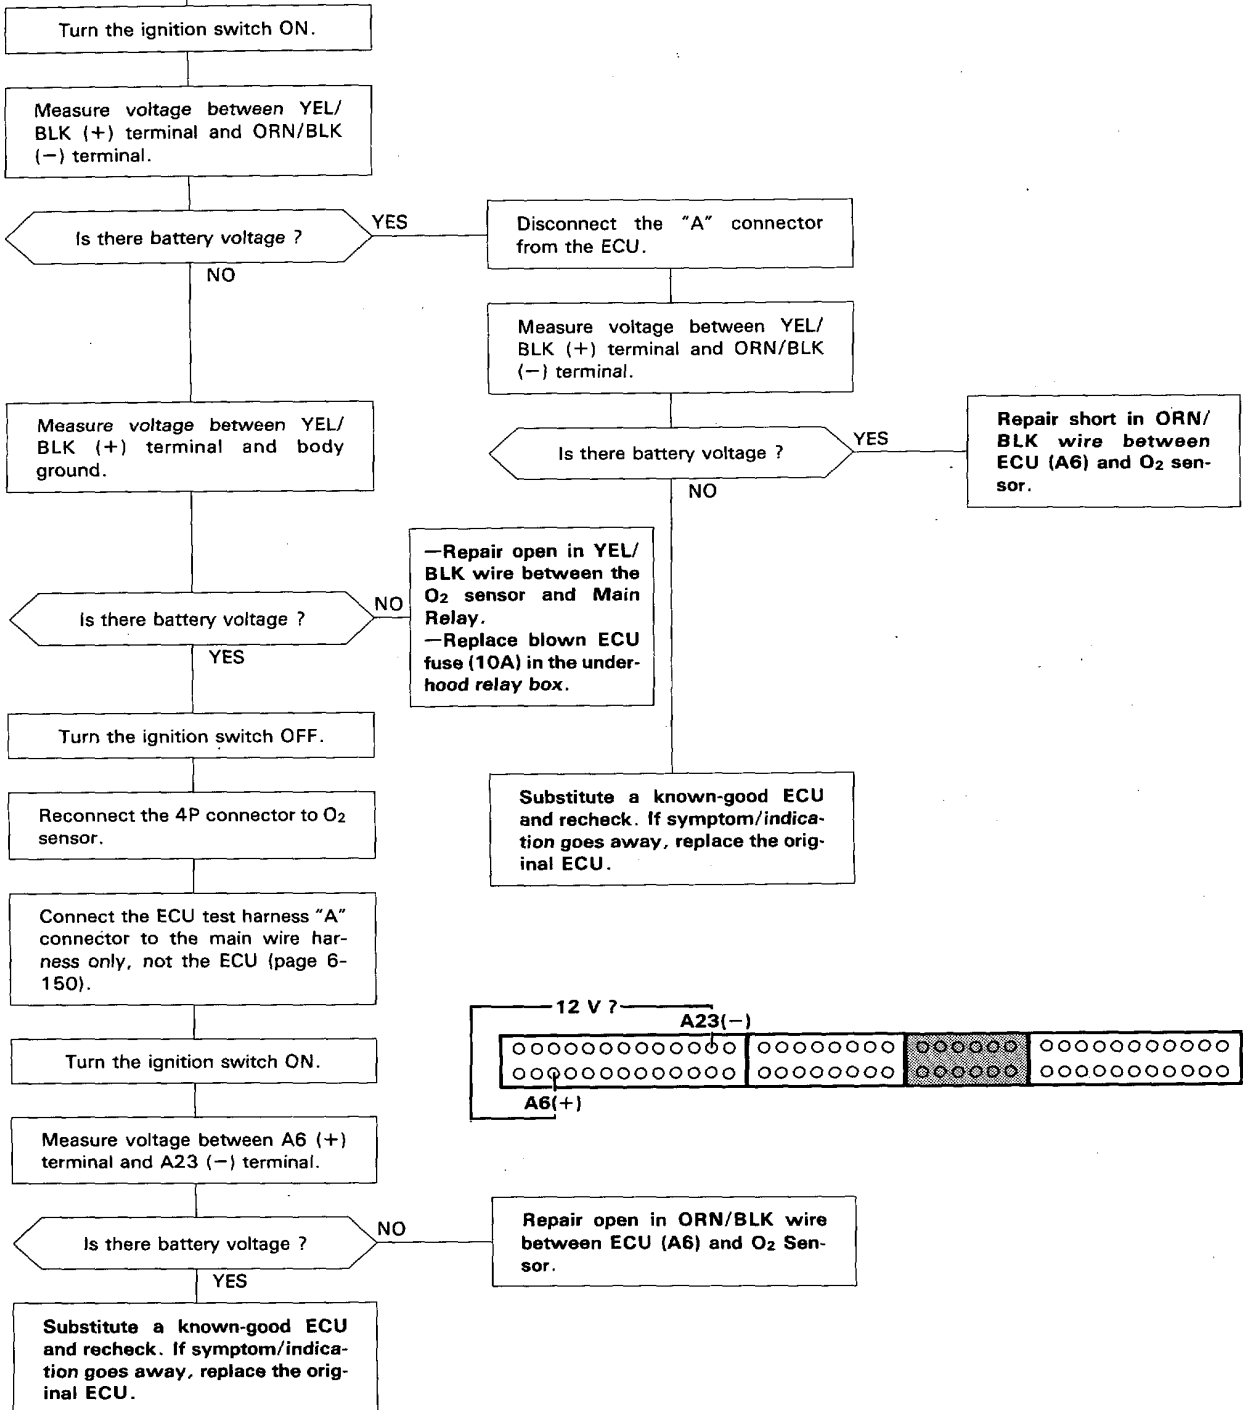 Turn the ignition switch ON.
Measure voltage between YEL/
BLK (+) terminal and ORN/BLK
(−) terminal.
Is there battery voltage ?
YES
NO
Disconnect the "A" connector
from the ECU.
Measure voltage between YEL/
BLK (+) terminal and ORN/BLK
(−) terminal.
Is there battery voltage ?
YES
NO
Repair short in ORN/
BLK wire between
ECU (A6) and O2 sen-
sor.
Measure voltage between YEL/
BLK (+) terminal and body
ground.
Is there battery voltage ?
NO
YES
—Repair open in YEL/
BLK wire between the
O2 sensor and Main
Relay.
—Replace blown ECU
fuse (10A) in the under-
hood relay box.
Substitute a known-good ECU
and recheck. If symptom/indica-
tion goes away, replace the orig-
inal ECU.
Turn the ignition switch OFF.
Reconnect the 4P connector to O2
sensor.
Connect the ECU test harness "A"
connector to the main wire har-
ness only, not the ECU (page 6-
150).
Turn the ignition switch ON.
Measure voltage between A6 (+)
terminal and A23 (−) terminal.
12 V ?
A23(−)
A6(+)
Is there battery voltage ?
NO
YES
Repair open in ORN/BLK wire
between ECU (A6) and O2 Sen-
sor.
Substitute a known-good ECU
and recheck. If symptom/indica-
tion goes away, replace the orig-
inal ECU.